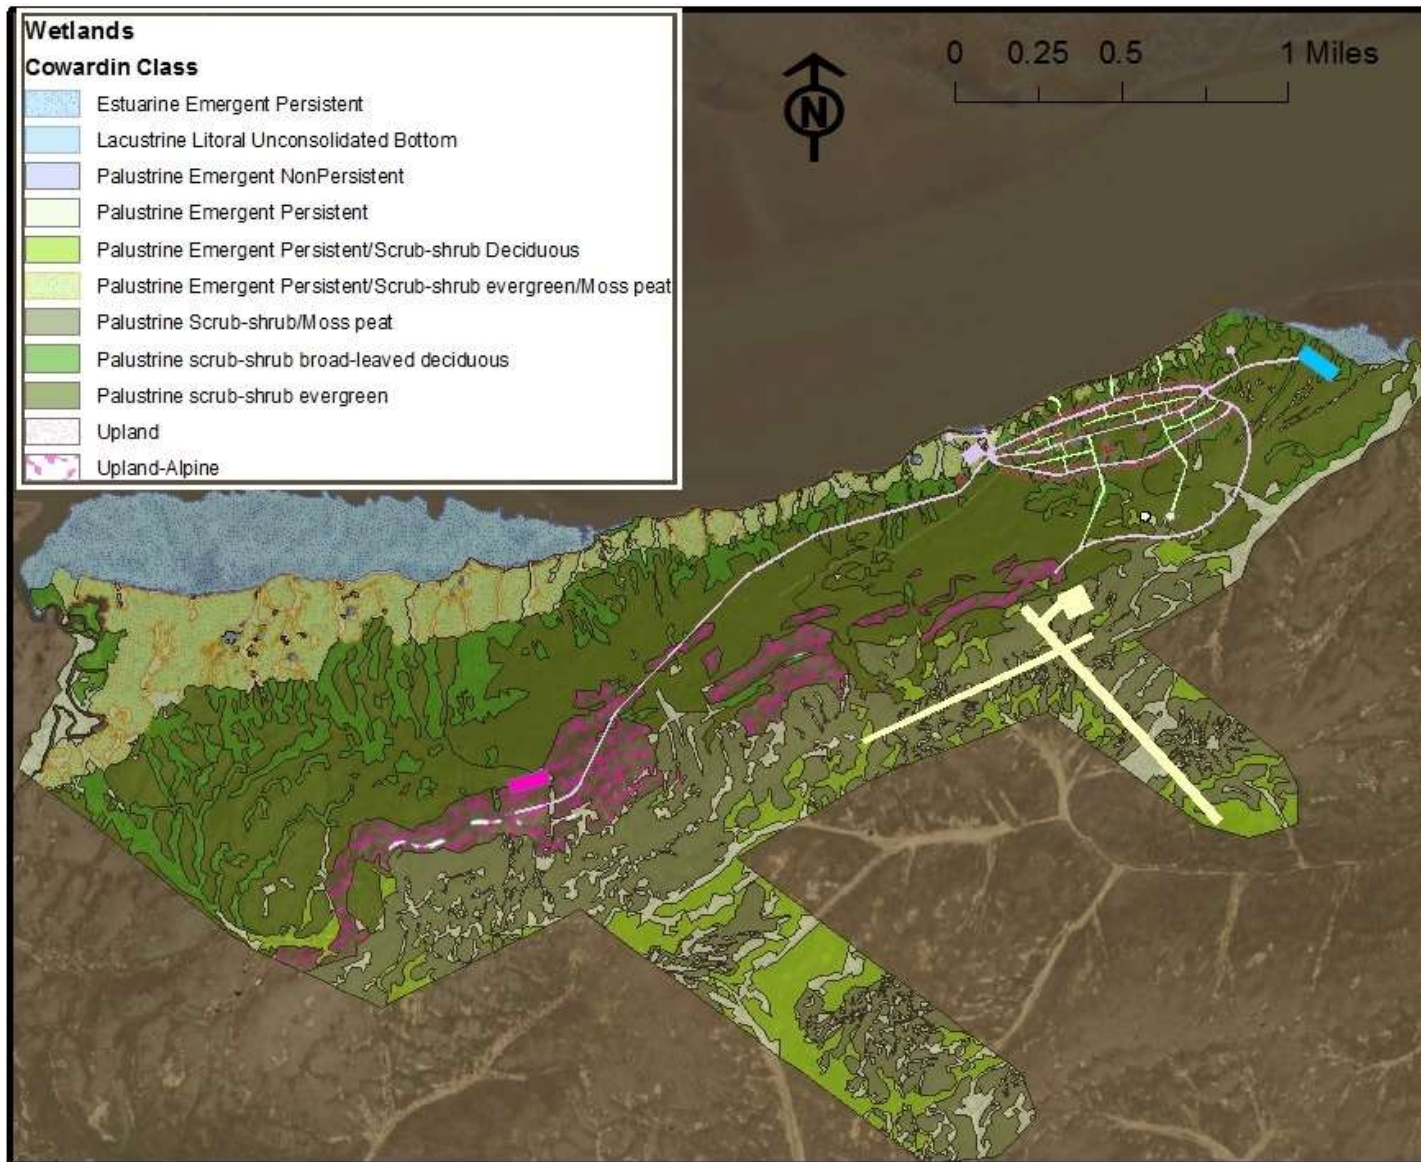 Wetlands
Cowardin Class
Estuarine Emergent Persistent
Lacustrine Litoral Unconsolidated Bottom
Palustrine Emergent NonPersistent
Palustrine Emergent Persistent
Palustrine Emergent Persistent/Scrub-shrub Deciduous
Palustrine Emergent Persistent/Scrub-shrub evergreen/Moss peat
Palustrine Scrub-shrub/Moss peat
Palustrine scrub-shrub broad-leaved deciduous
Palustrine scrub-shrub evergreen
Upland
Upland-Alpine
N
0 0.25 0.5 1 Miles